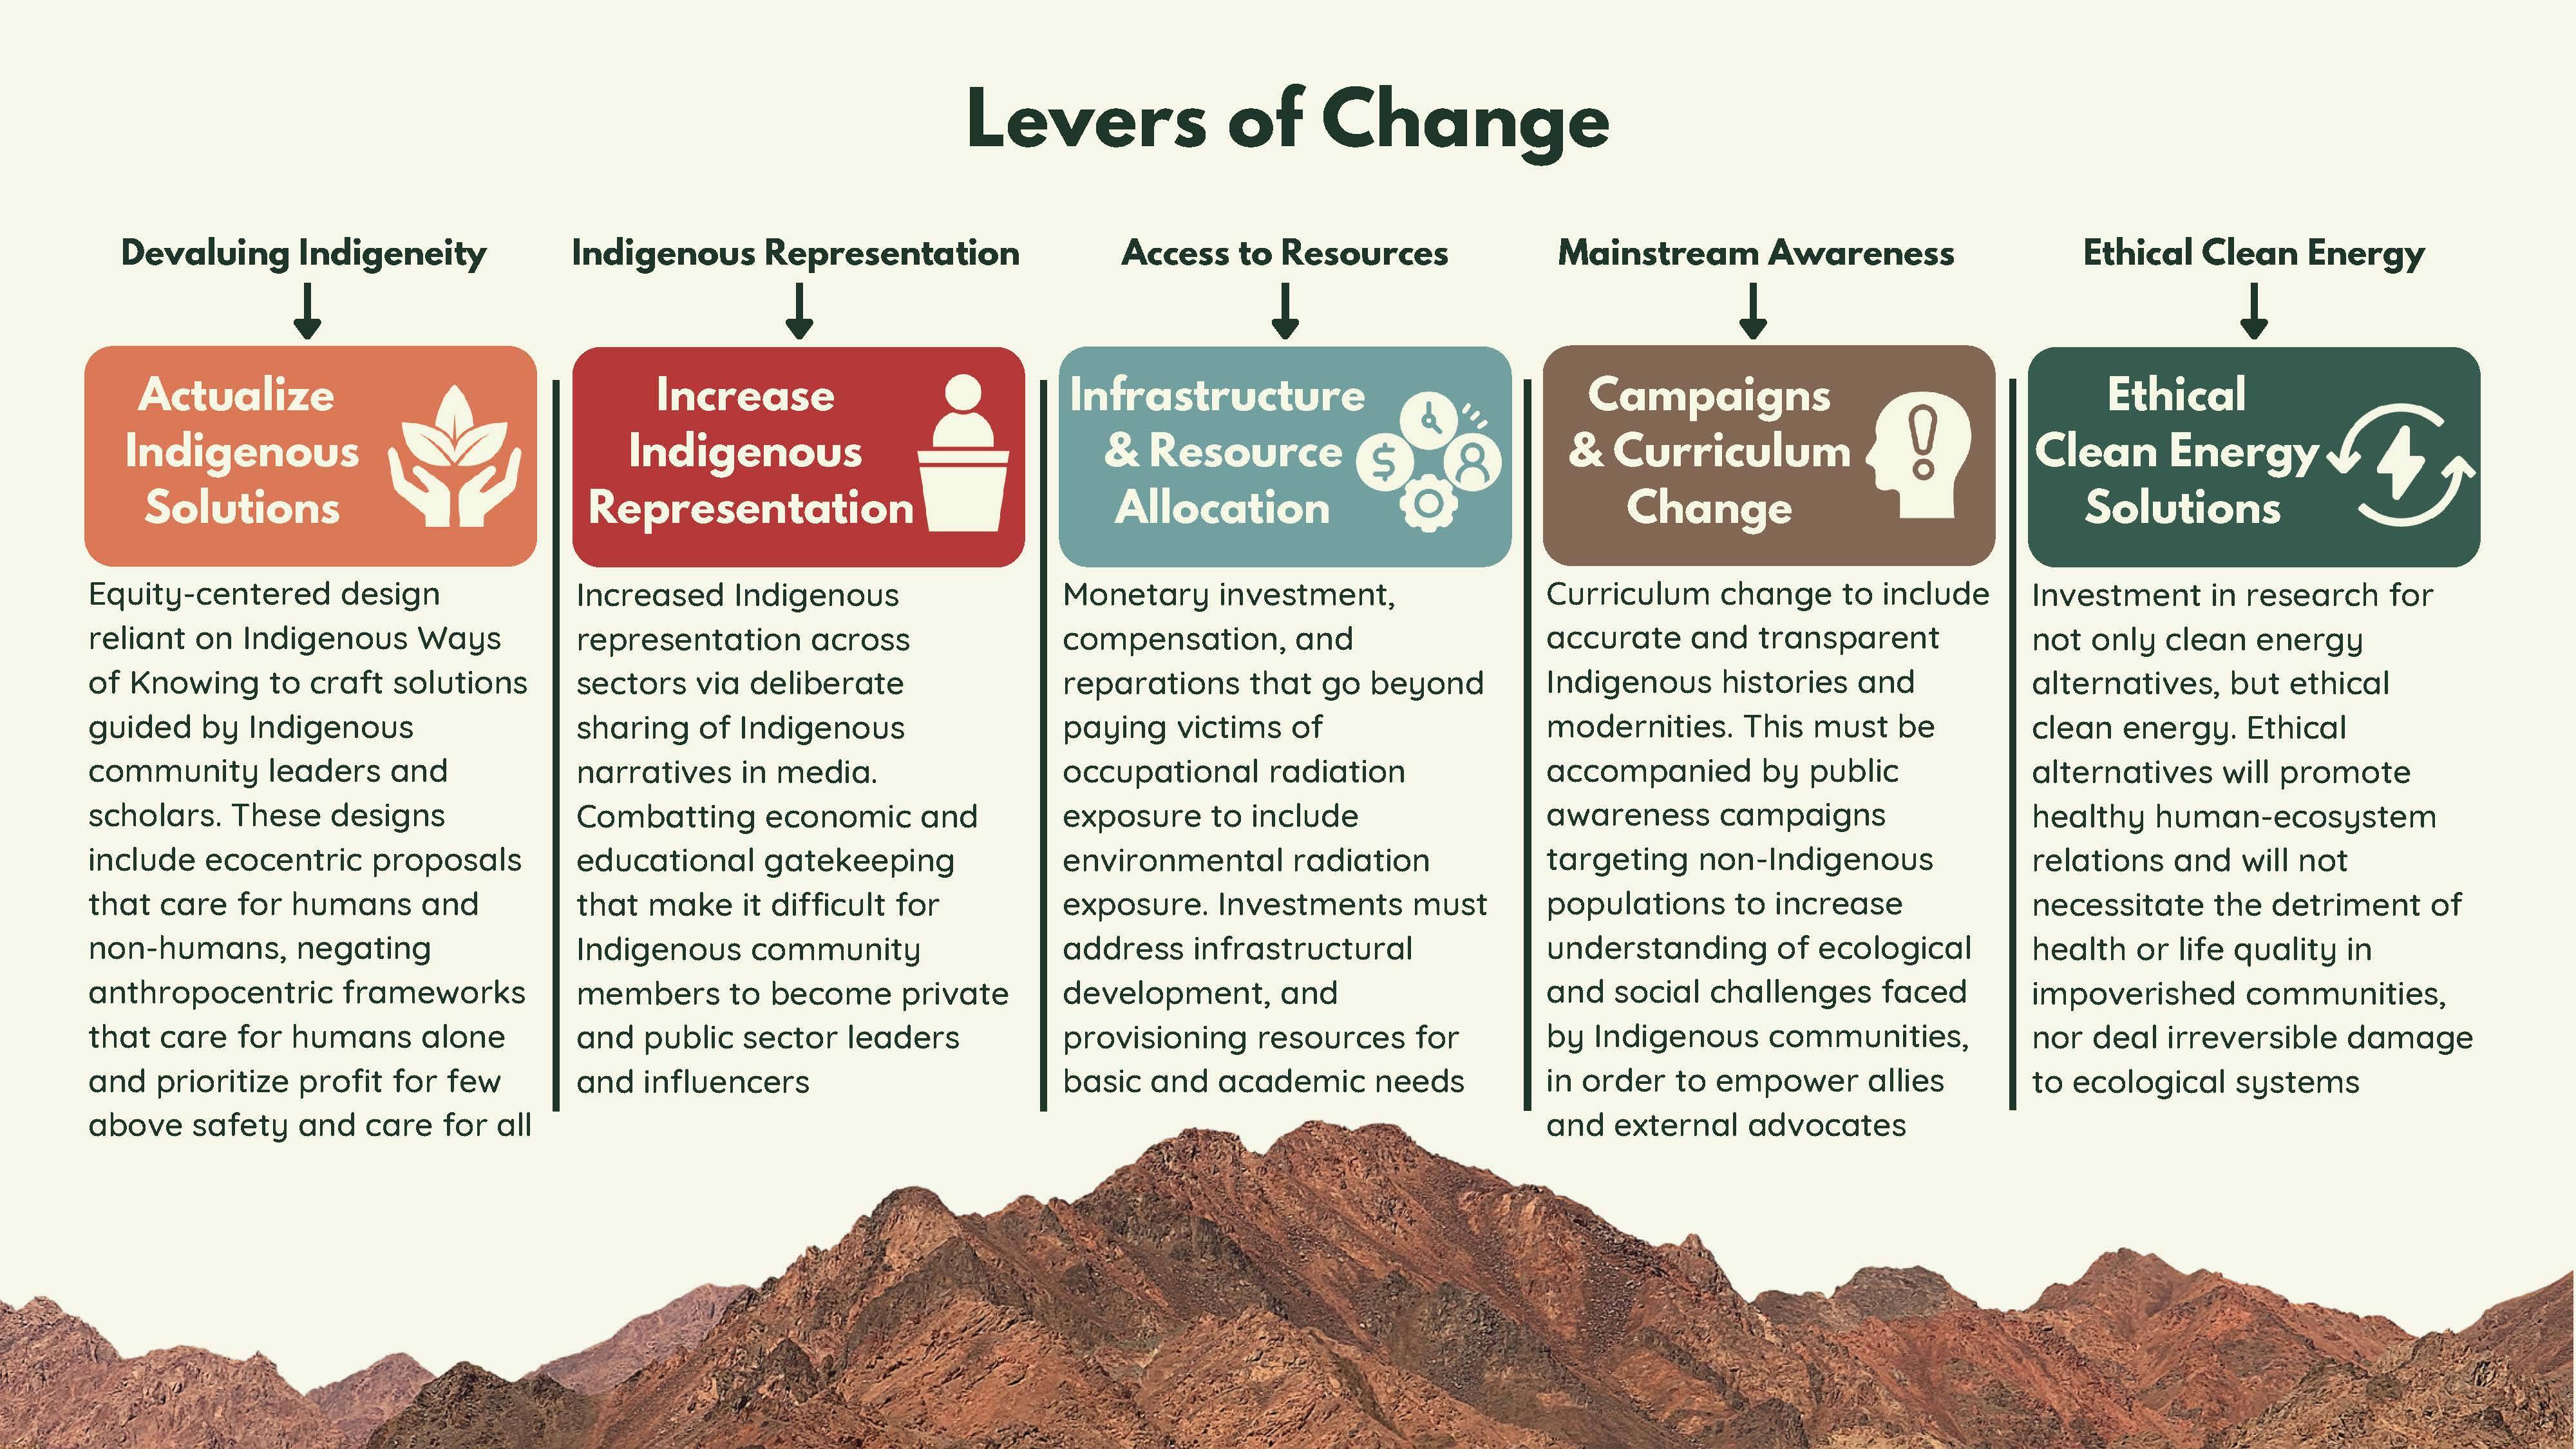 Levers of Change
Devaluing Indigeneity
Actualize
Indigenous
Solutions
Equity-centered design
reliant on Indigenous Ways
of Knowing to craft solutions
guided by Indigenous
community leaders and
scholars. These designs
include ecocentric proposals
that care for humans and
non-humans, negating
anthropocentric frameworks
that care for humans alone
and prioritize profit for few
above safety and care for all
Indigenous Representation
Increase
Indigenous
Representation
Increased Indigenous
representation across
sectors via deliberate
sharing of Indigenous
narratives in media.
Combatting economic and
educational gatekeeping
that make it difficult for
Indigenous community
members to become private
and public sector leaders
and influencers
Access to Resources
Infrastructure
& Resource
Allocation
$
Monetary investment,
compensation, and
reparations that go beyond
paying victims of
occupational radiation
exposure to include
environmental radiation
exposure. Investments must
address infrastructural
development, and
provisioning resources for
basic and academic needs
Mainstream Awareness
Campaigns
& Curriculum
Change
!
Curriculum change to include
accurate and transparent
Indigenous histories and
modernities. This must be
accompanied by public
awareness campaigns
targeting non-Indigenous
populations to increase
understanding of ecological
and social challenges faced
by Indigenous communities,
in order to empower allies
and external advocates
Ethical Clean Energy
Ethical
Clean Energy
Solutions
Investment in research for
not only clean energy
alternatives, but ethical
clean energy. Ethical
alternatives will promote
healthy human-ecosystem
relations and will not
necessitate the detriment of
health or life quality in
impoverished communities,
nor deal irreversible damage
to ecological systems